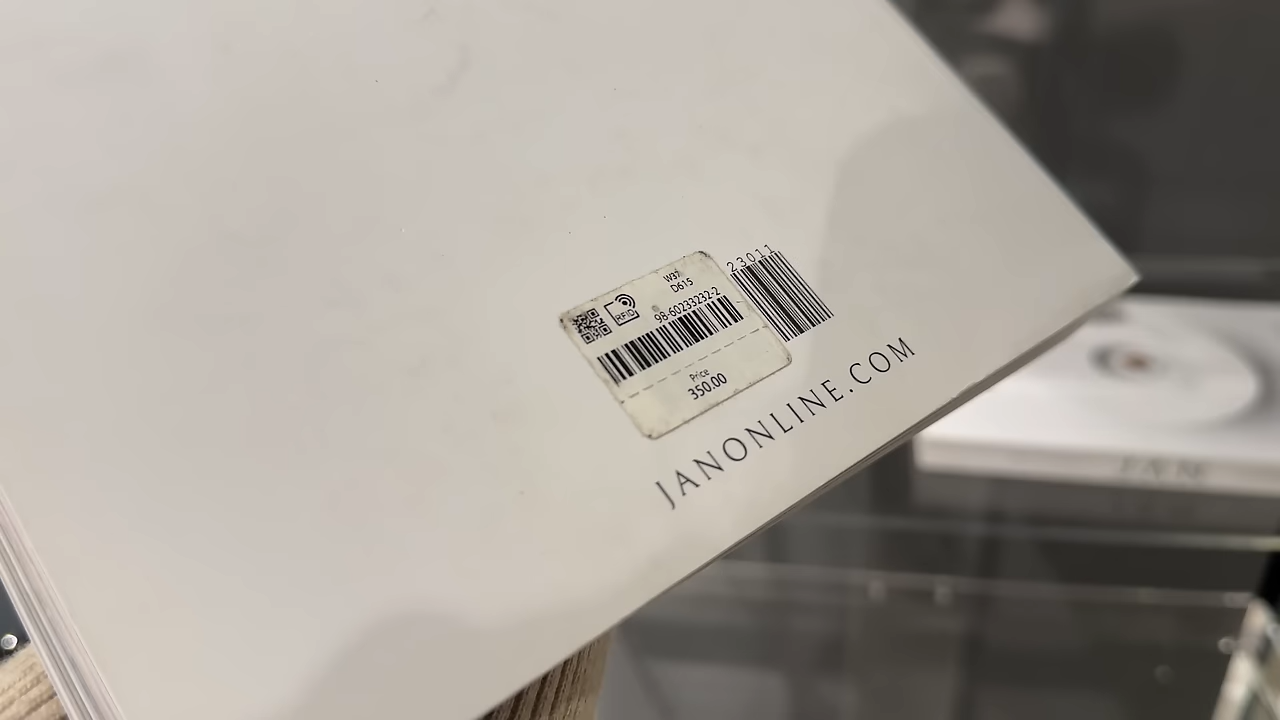 W37
D615
RFID
98-60233232-2
Price
350.00
23011
JANONLINE.COM